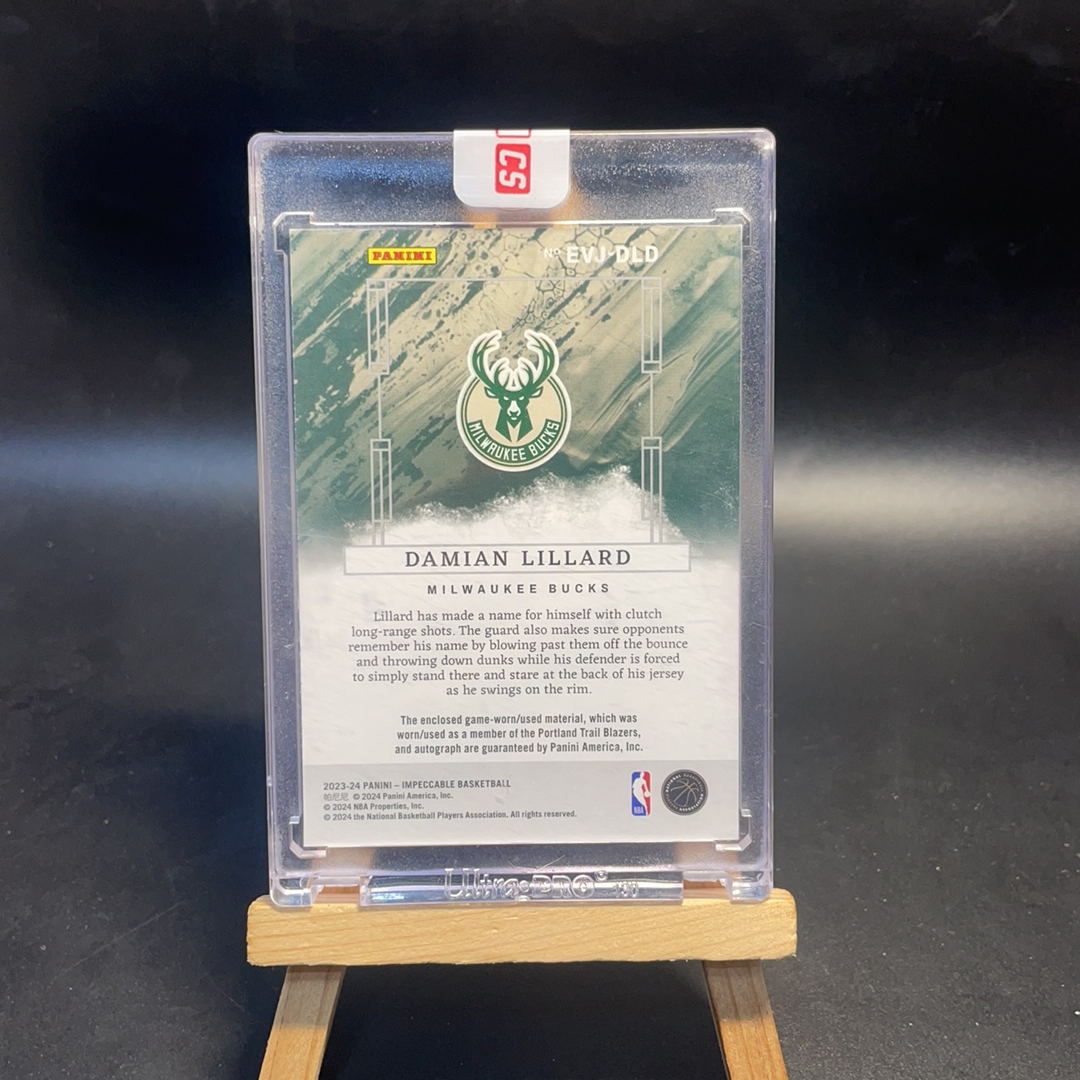 CS
PANINI
Nº EVJ-DLD
MILWAUKEE BUCKS
DAMIAN LILLARD
MILWAUKEE BUCKS
Lillard has made a name for himself with clutch
long-range shots. The guard also makes sure opponents
remember his name by blowing past them off the bounce
and throwing down dunks while his defender is forced
to simply stand there and stare at the back of his jersey
as he swings on the rim.
The enclosed game-worn/used material, which was
worn/used as a member of the Portland Trail Blazers,
and autograph are guaranteed by Panini America, Inc.
2023-24 PANINI – IMPECCABLE BASKETBALL
帕尼尼 © 2024 Panini America, Inc.
© 2024 NBA Properties, Inc.
© 2024 the National Basketball Players Association. All rights reserved.
NBA
Ultra·PRO®